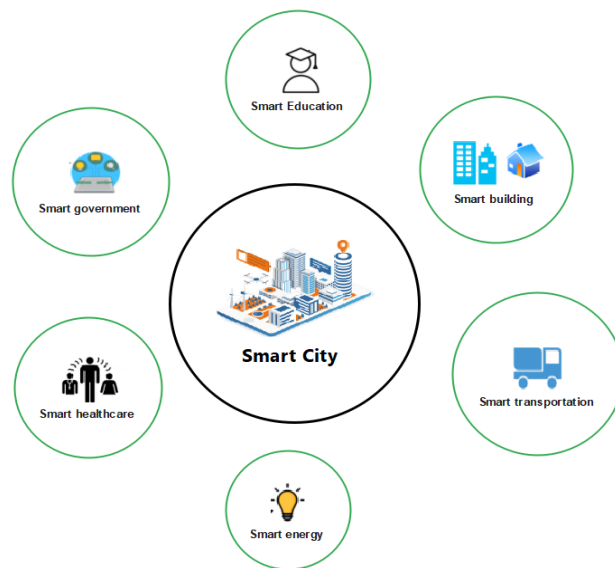 Smart Education
Smart government
Smart building
Smart City
Smart healthcare
Smart transportation
Smart energy